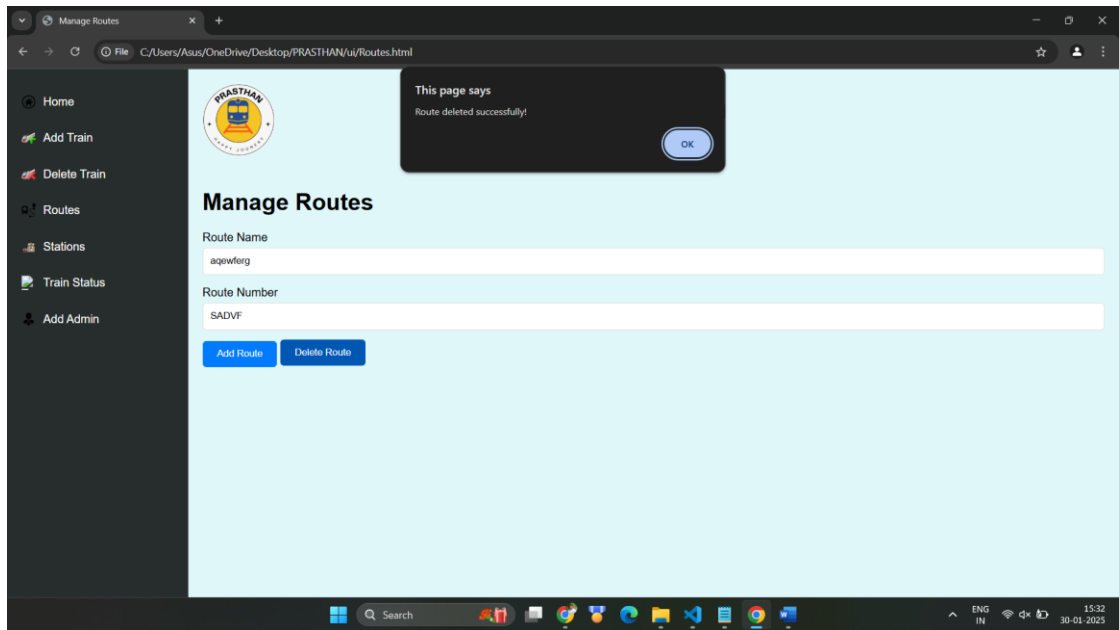 Manage Routes
File C:/Users/Asus/OneDrive/Desktop/PRASTHAN/ui/Routes.html
This page says
Route deleted successfully!
OK
Home
Add Train
Delete Train
Routes
Stations
Train Status
Add Admin
PRASTHAN
HAPPY JOURNEY
Manage Routes
Route Name
aqewferg
Route Number
SADVF
Add Route Delete Route
Search
ENG
IN
15:32
30-01-2025